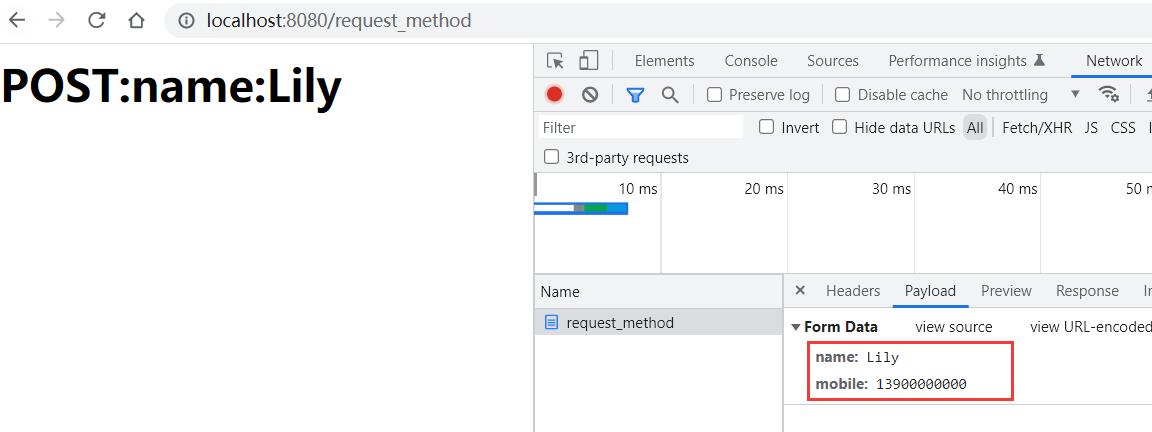 localhost:8080/request_method
POST:name:Lily
Elements Console Sources Performance insights Network
Preserve log Disable cache No throttling
Filter Invert Hide data URLs All Fetch/XHR JS CSS
3rd-party requests
10 ms 20 ms 30 ms 40 ms 50 m
Name
request_method
Headers Payload Preview Response In
Form Data view source view URL-encoded
name: Lily
mobile: 13900000000